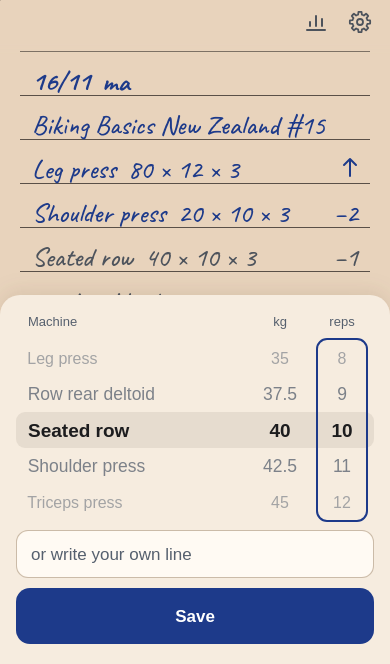 16/11 ma
Biking Basics New Zealand #15
Leg press 80 × 12 × 3 ↑
Shoulder press 20 × 10 × 3 −2
Seated row 40 × 10 × 3 −1
Machine kg reps
Leg press 35 8
Row rear deltoid 37.5 9
Seated row 40 10
Shoulder press 42.5 11
Triceps press 45 12
or write your own line
Save